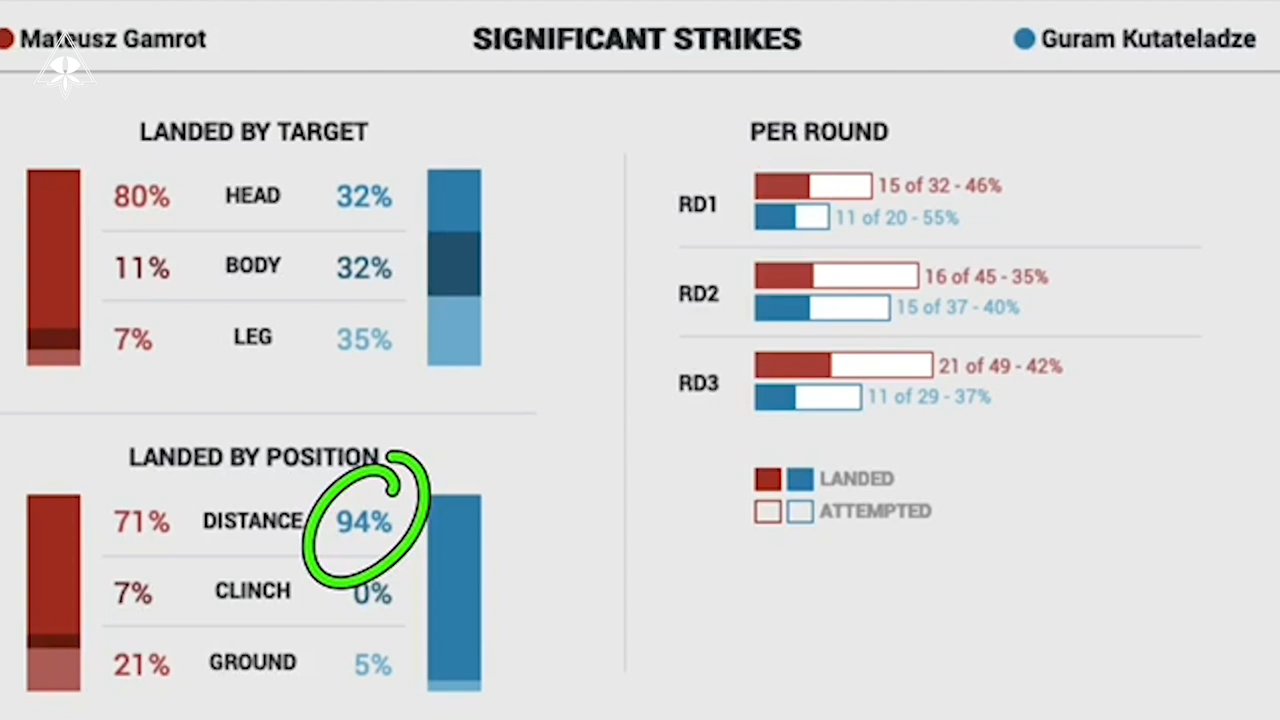 Mateusz Gamrot
SIGNIFICANT STRIKES
Guram Kutateladze
LANDED BY TARGET
80% HEAD 32%
11% BODY 32%
7% LEG 35%
LANDED BY POSITION
71% DISTANCE 94%
7% CLINCH 0%
21% GROUND 5%
PER ROUND
RD1
15 of 32 - 46%
11 of 20 - 55%
RD2
16 of 45 - 35%
15 of 37 - 40%
RD3
21 of 49 - 42%
11 of 29 - 37%
LANDED
ATTEMPTED